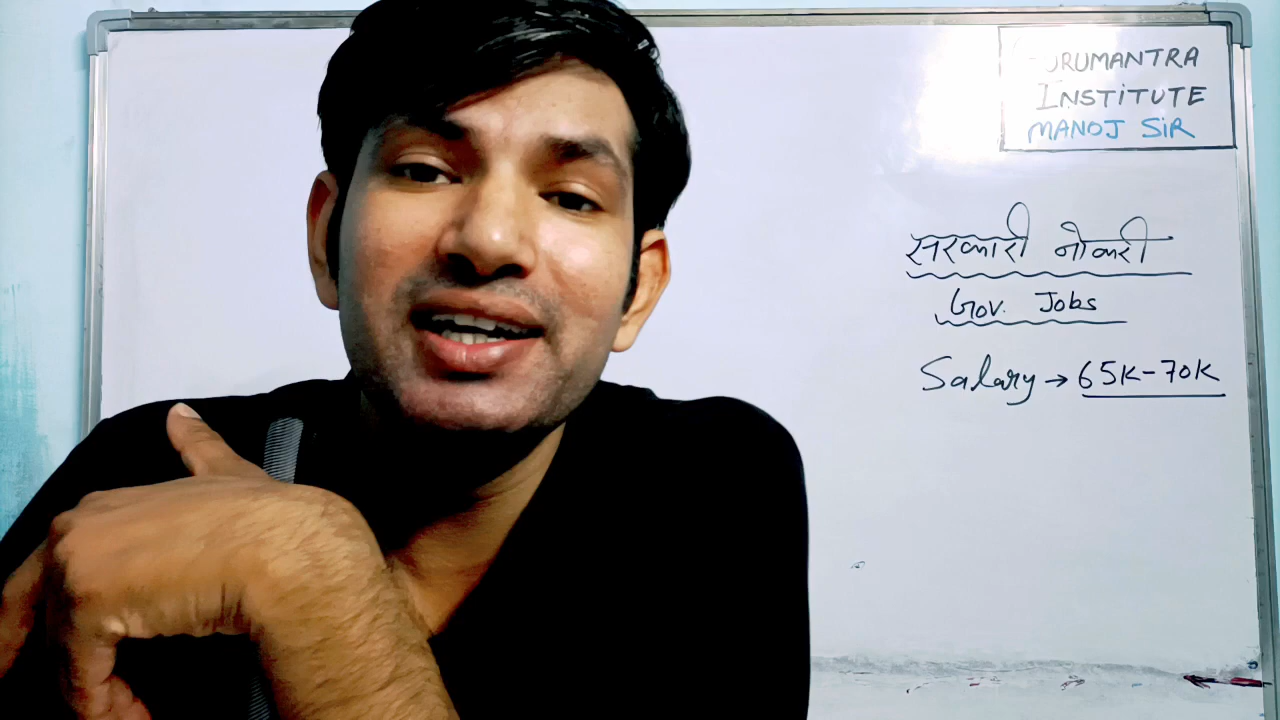 URUMANTRA
INSTITUTE
MANOJ SIR
सरकारी नोकरी
Gov. Jobs
Salary → 65K-70K